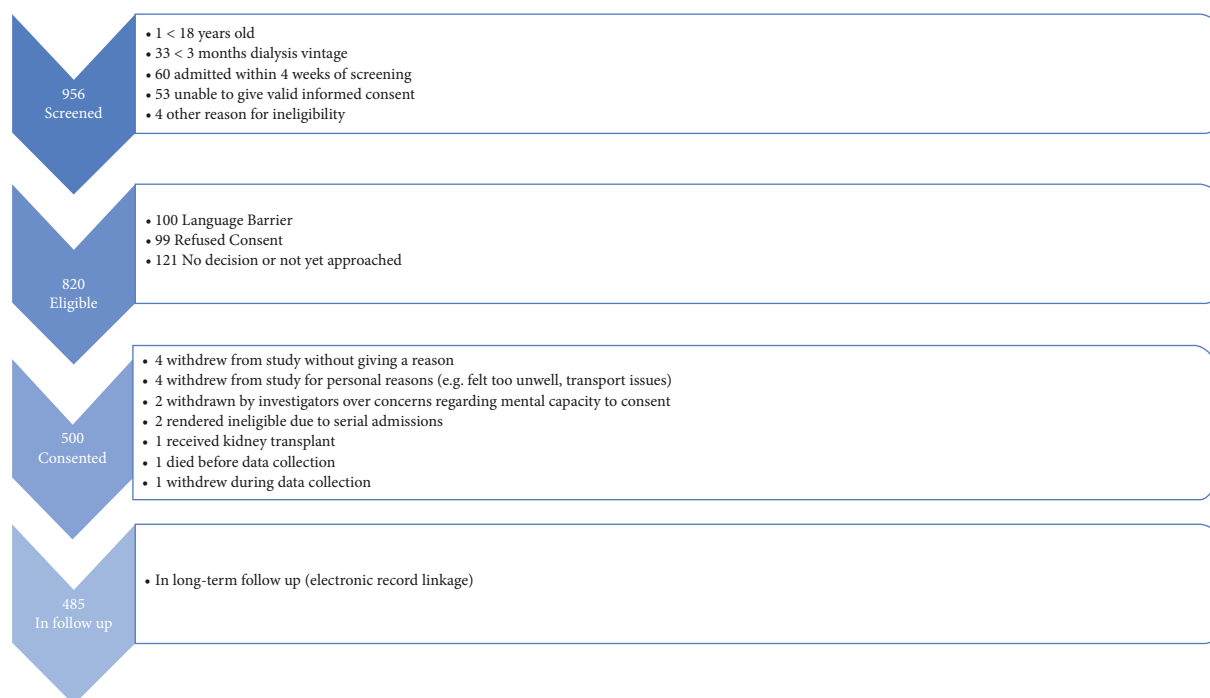 956
Screened
• 1 < 18 years old
• 33 < 3 months dialysis vintage
• 60 admitted within 4 weeks of screening
• 53 unable to give valid informed consent
• 4 other reason for ineligibility
820
Eligible
• 100 Language Barrier
• 99 Refused Consent
• 121 No decision or not yet approached
500
Consented
• 4 withdrew from study without giving a reason
• 4 withdrew from study for personal reasons (e.g. felt too unwell, transport issues)
• 2 withdrawn by investigators over concerns regarding mental capacity to consent
• 2 rendered ineligible due to serial admissions
• 1 received kidney transplant
• 1 died before data collection
• 1 withdrew during data collection
485
In follow up
• In long-term follow up (electronic record linkage)